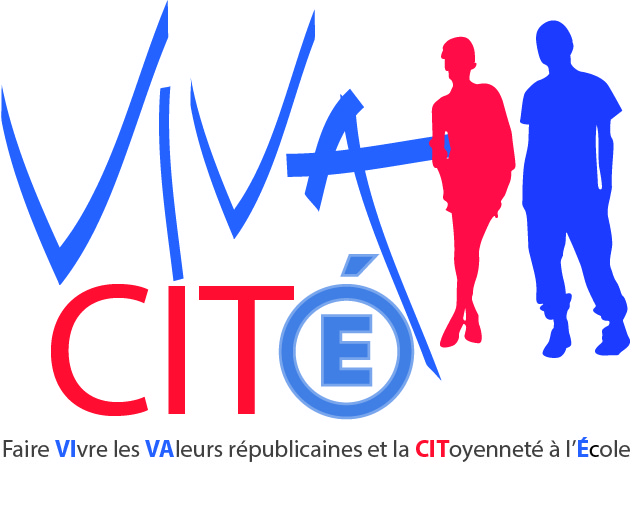 VIVA
CITÉ
Faire VIvre les VAleurs républicaines et la CIToyenneté à l'École